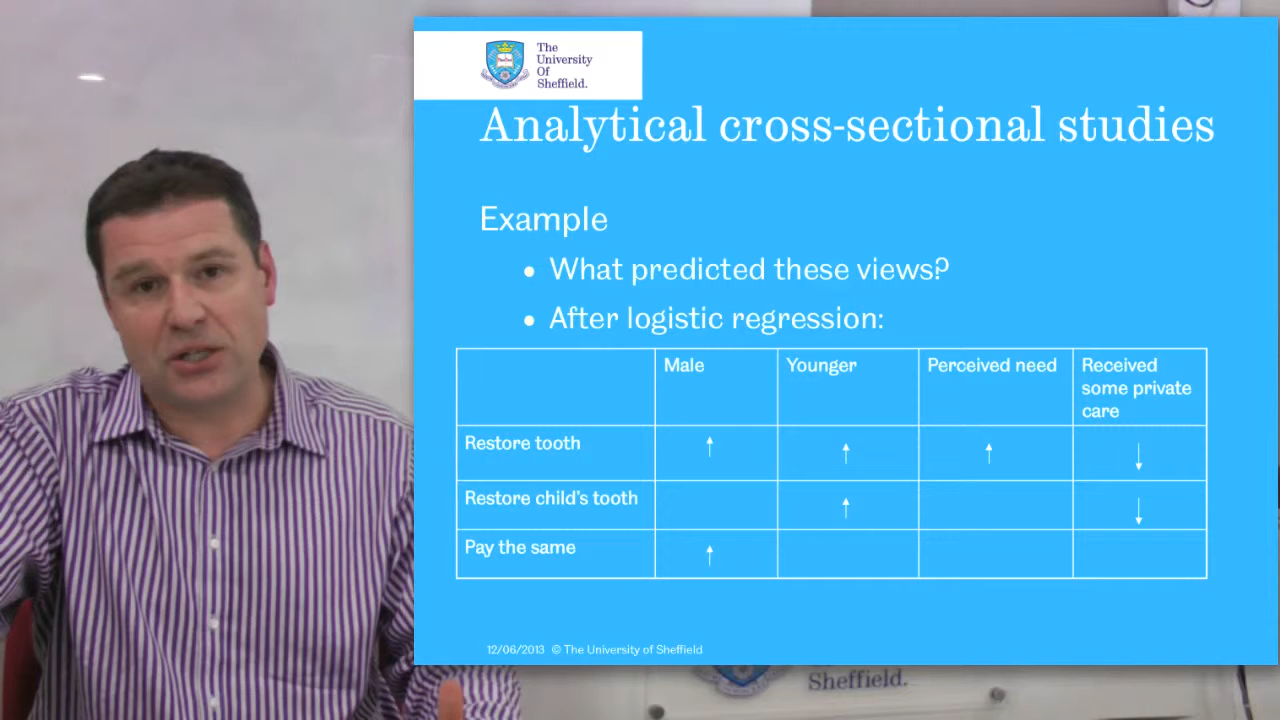 The
University
Of
Sheffield.
Analytical cross-sectional studies
Example
• What predicted these views?
• After logistic regression:
Male Younger Perceived need Received some private care
Restore tooth ↑ ↑ ↑ ↓
Restore child's tooth ↑ ↓
Pay the same ↑
12/06/2013 © The University of Sheffield
Sheffield.